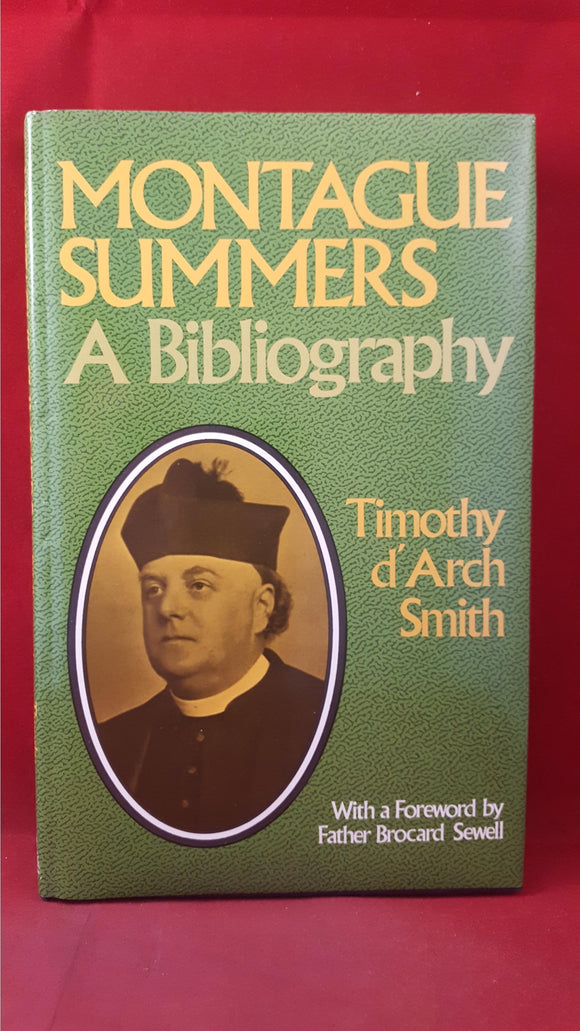 MONTAGUE
SUMMERS
A Bibliography
Timothy
d'Arch
Smith
With a Foreword by
Father Brocard Sewell